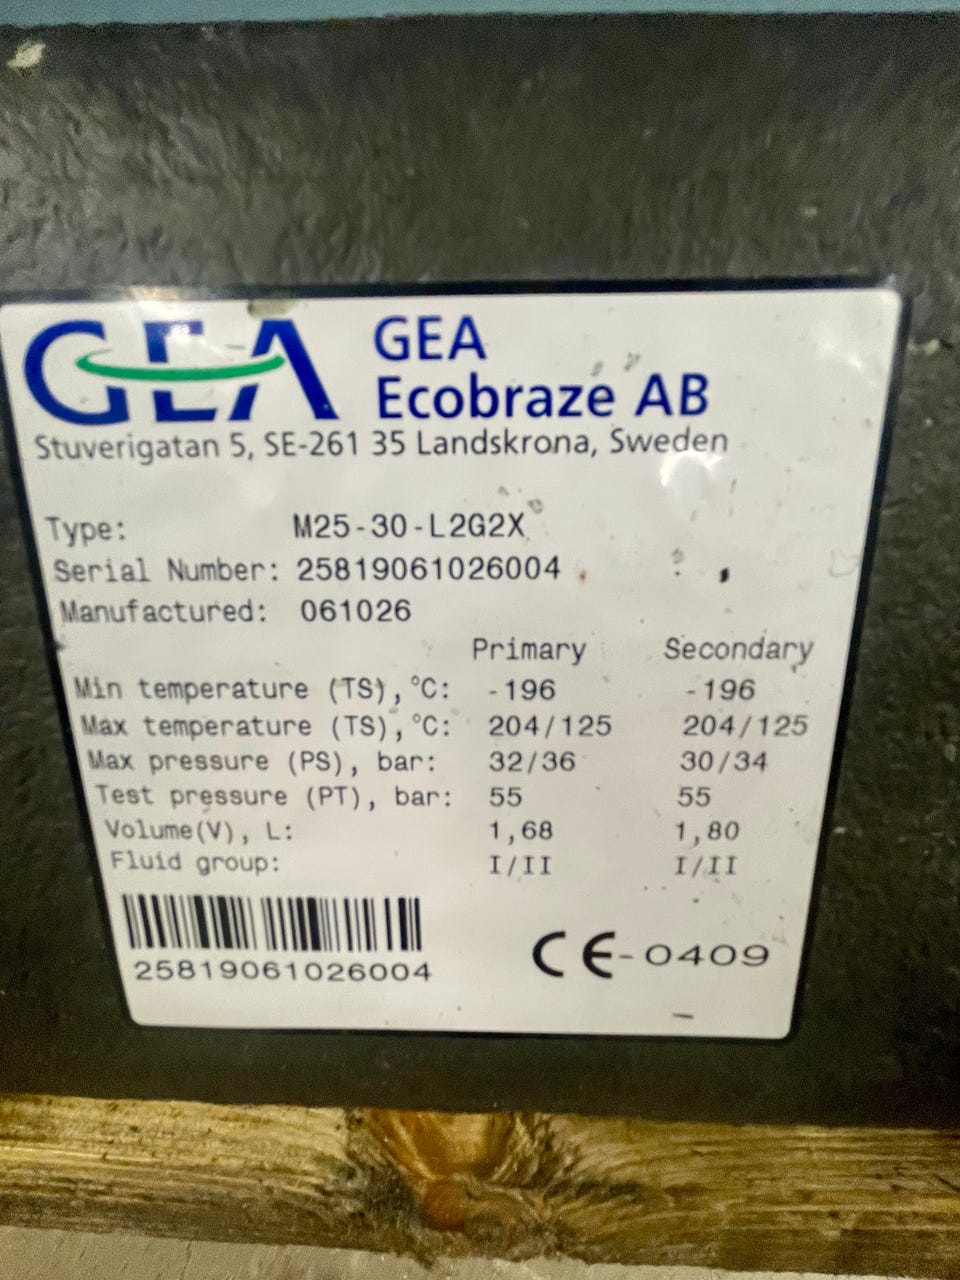 GEA GEA
Ecobraze AB
Stuverigatan 5, SE-261 35 Landskrona, Sweden
Type: M25-30-L2G2X
Serial Number: 25819061026004
Manufactured: 061026
Primary Secondary
Min temperature (TS),°C: -196 -196
Max temperature (TS),°C: 204/125 204/125
Max pressure (PS), bar: 32/36 30/34
Test pressure (PT), bar: 55 55
Volume(V), L: 1,68 1,80
Fluid group: I/II I/II
25819061026004
CE-0409